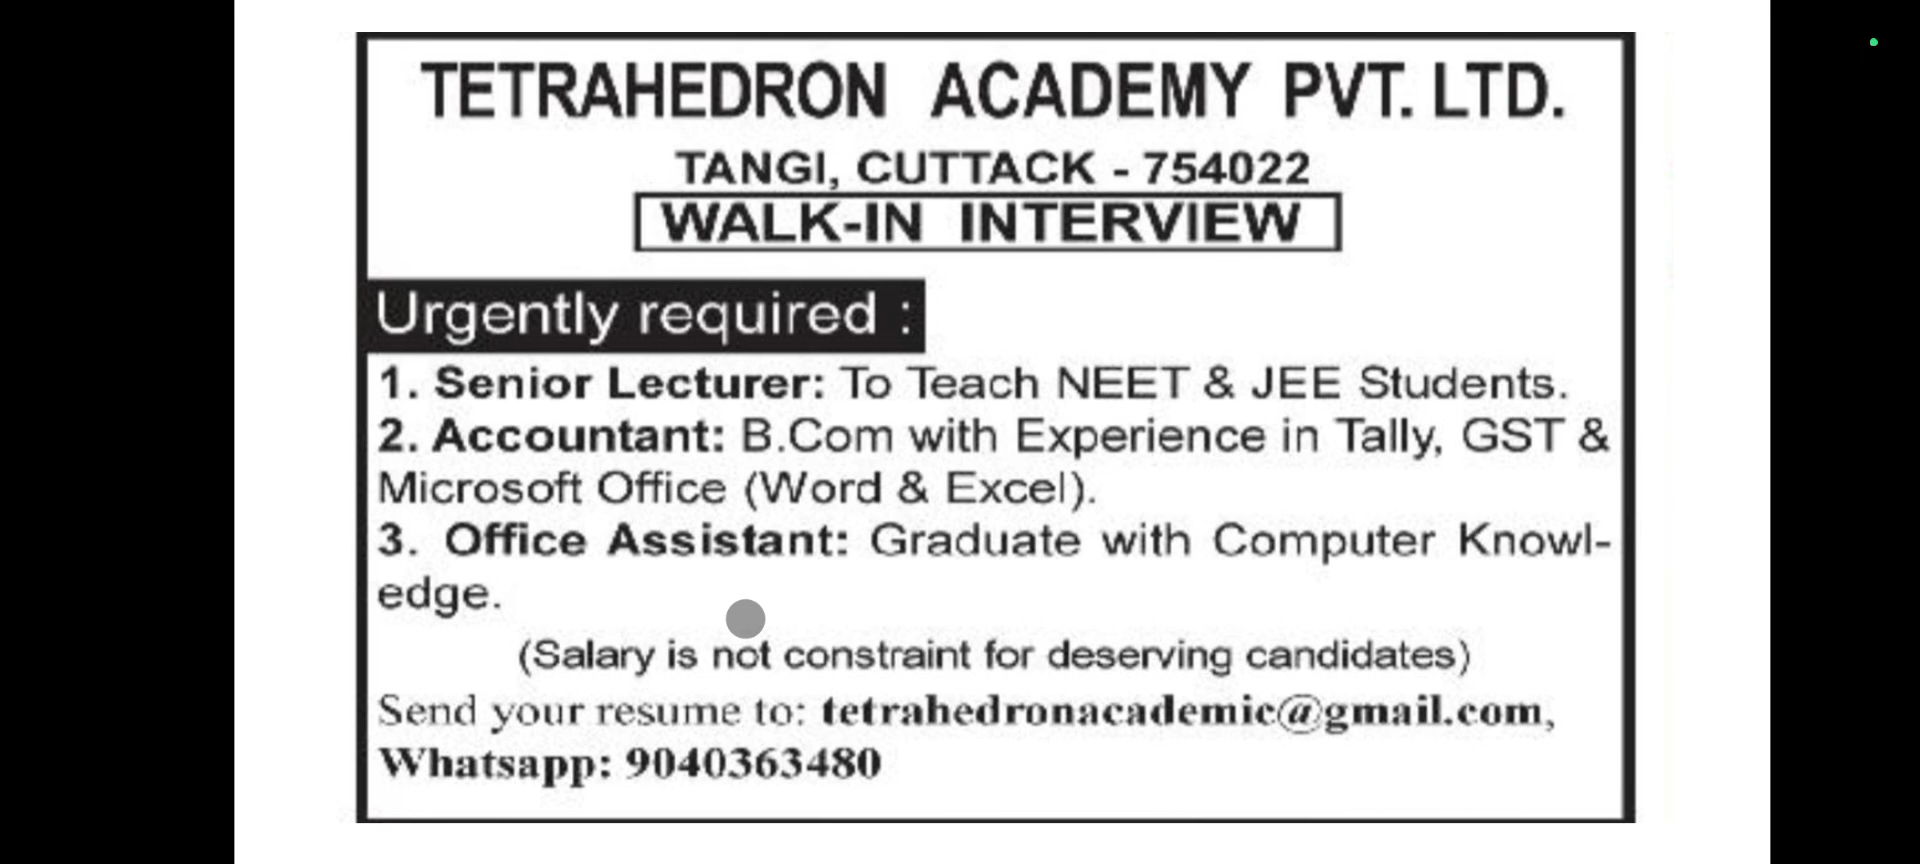 TETRAHEDRON ACADEMY PVT. LTD.
TANGI, CUTTACK - 754022
WALK-IN INTERVIEW
Urgently required :
1. Senior Lecturer: To Teach NEET & JEE Students.
2. Accountant: B.Com with Experience in Tally, GST &
Microsoft Office (Word & Excel).
3. Office Assistant: Graduate with Computer Knowl-
edge.
(Salary is not constraint for deserving candidates)
Send your resume to: tetrahedronacademic@gmail.com,
Whatsapp: 9040363480